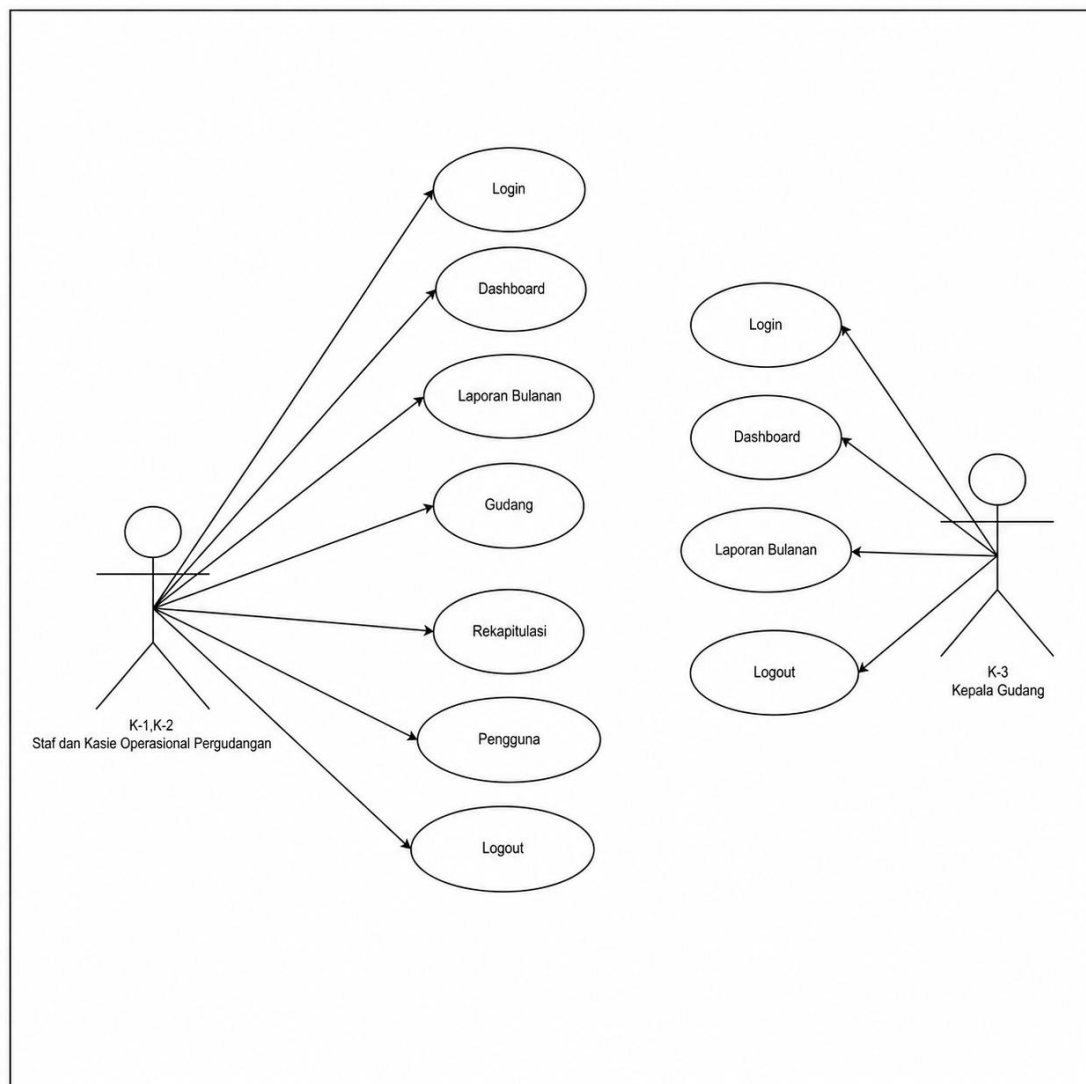 Login
Dashboard
Laporan Bulanan
Gudang
Rekapitulasi
Pengguna
Logout
K-1,K-2
Staf dan Kasie Operasional Pergudangan
Login
Dashboard
Laporan Bulanan
Logout
K-3
Kepala Gudang